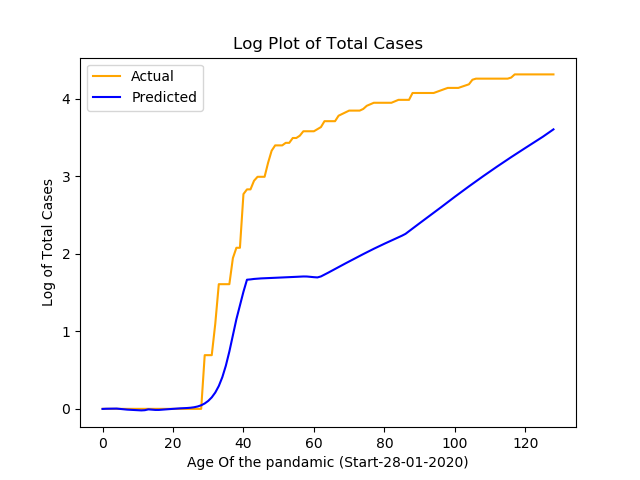 Log Plot of Total Cases
Actual
Predicted
Log of Total Cases
4
3
2
1
0
0 20 40 60 80 100 120
Age Of the pandamic (Start-28-01-2020)